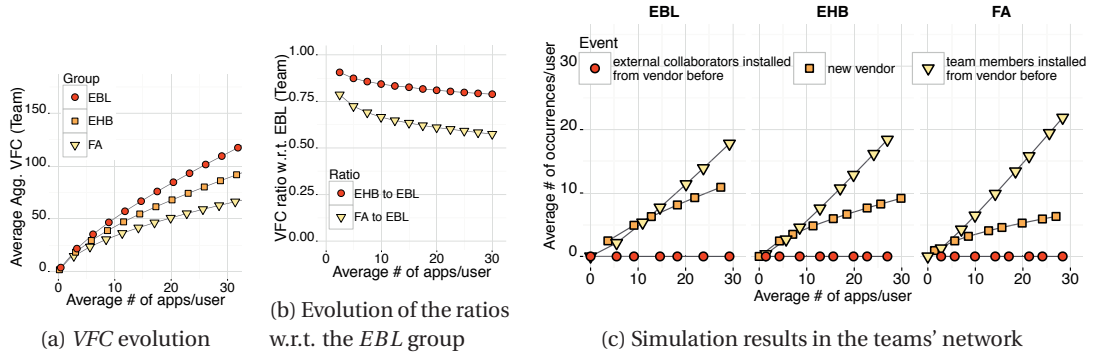 Average Agg. VFC (Team)
Group
EBL
EHB
FA
150
100
50
0
0
10
20
30
Average # of apps/user
(a) VFC evolution
VFC ratio w.r.t. EBL (Team)
1.00
0.75
0.50
0.25
0.00
Ratio
EHB to EBL
FA to EBL
0
10
20
30
Average # of apps/user
(b) Evolution of the ratios
w.r.t. the EBL group
EBL
EHB
FA
Average # of occurrences/user
Event
external collaborators installed
from vendor before
new vendor
team members installed
from vendor before
30
20
10
0
0 10 20 30
0 10 20 30
0 10 20 30
Average # of apps/user
(c) Simulation results in the teams’ network